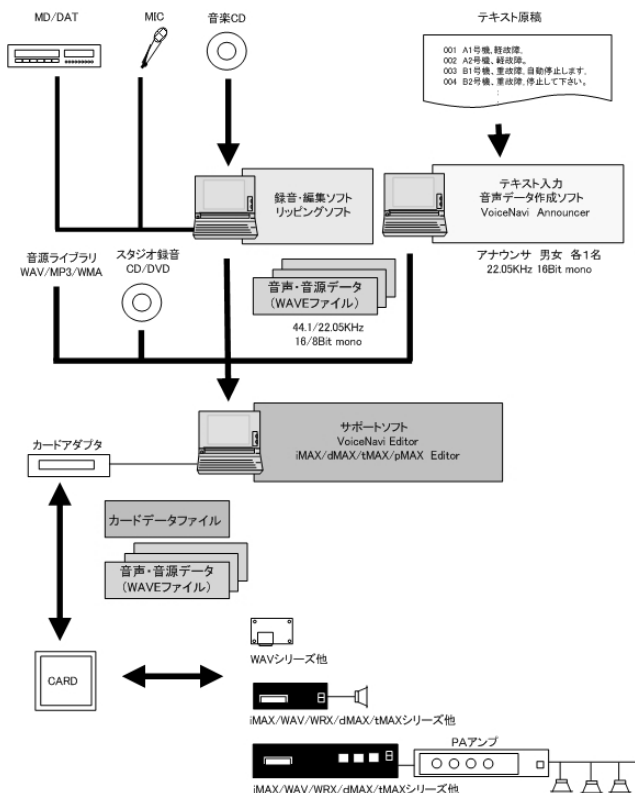 MD/DAT
MIC
音楽CD
テキスト原稿
001 A1号機、軽故障.
002 A2号機、軽故障。
003 B1号機、重故障、自動停止します.
004 B2号機、重故障、停止して下さい。
:
:
録音・編集ソフト
リッピングソフト
テキスト入力
音声データ作成ソフト
VoiceNavi Announcer
アナウンサ 男女 各1名
22.05KHz 16Bit mono
音源ライブラリ
WAV/MP3/WMA
スタジオ録音
CD/DVD
音声・音源データ
(WAVEファイル)
44.1/22.05KHz
16/8Bit mono
サポートソフト
VoiceNavi Editor
iMAX/dMAX/tMAX/pMAX Editor
カードアダプタ
カードデータファイル
音声・音源データ
(WAVEファイル)
CARD
WAVシリーズ他
iMAX/WAV/WRX/dMAX/tMAXシリーズ他
PAアンプ
iMAX/WAV/WRX/dMAX/tMAXシリーズ他